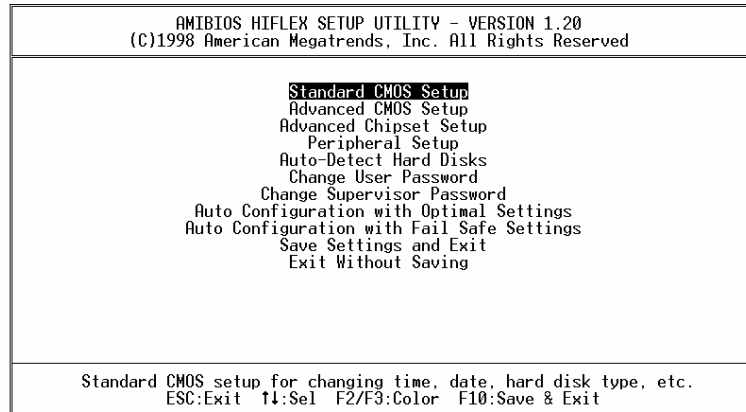 AMIBIOS HIFLEX SETUP UTILITY - VERSION 1.20
(C)1998 American Megatrends, Inc. All Rights Reserved
Standard CMOS Setup
Advanced CMOS Setup
Advanced Chipset Setup
Peripheral Setup
Auto-Detect Hard Disks
Change User Password
Change Supervisor Password
Auto Configuration with Optimal Settings
Auto Configuration with Fail Safe Settings
Save Settings and Exit
Exit Without Saving
Standard CMOS setup for changing time, date, hard disk type, etc.
ESC:Exit ↑↓:Sel F2/F3:Color F10:Save & Exit